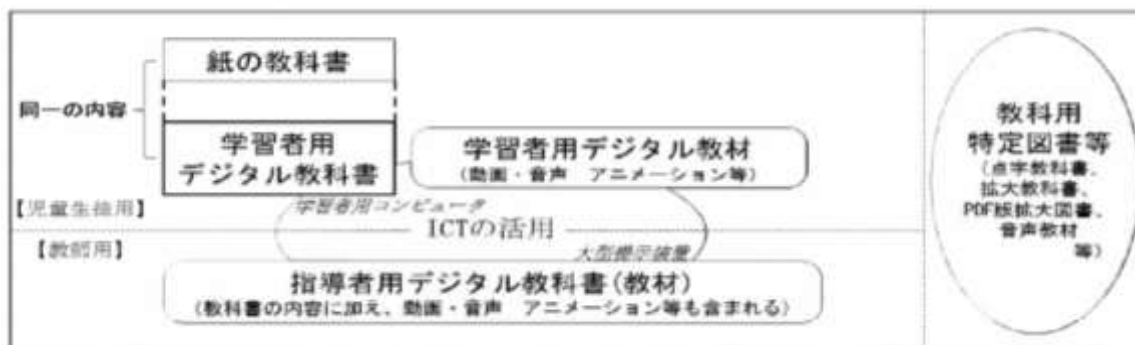 紙の教科書
同一の内容
学習者用
デジタル教科書
学習者用デジタル教材
(動画・音声 アニメーション等)
【児童生徒用】
学習者用コンピュータ
ICTの活用
【教師用】
大型提示装置
指導者用デジタル教科書(教材)
(教科書の内容に加え、動画・音声 アニメーション等も含まれる)
教科用
特定図書等
(点字教科書、
拡大教科書、
PDF版拡大図書、
音声教材
等)